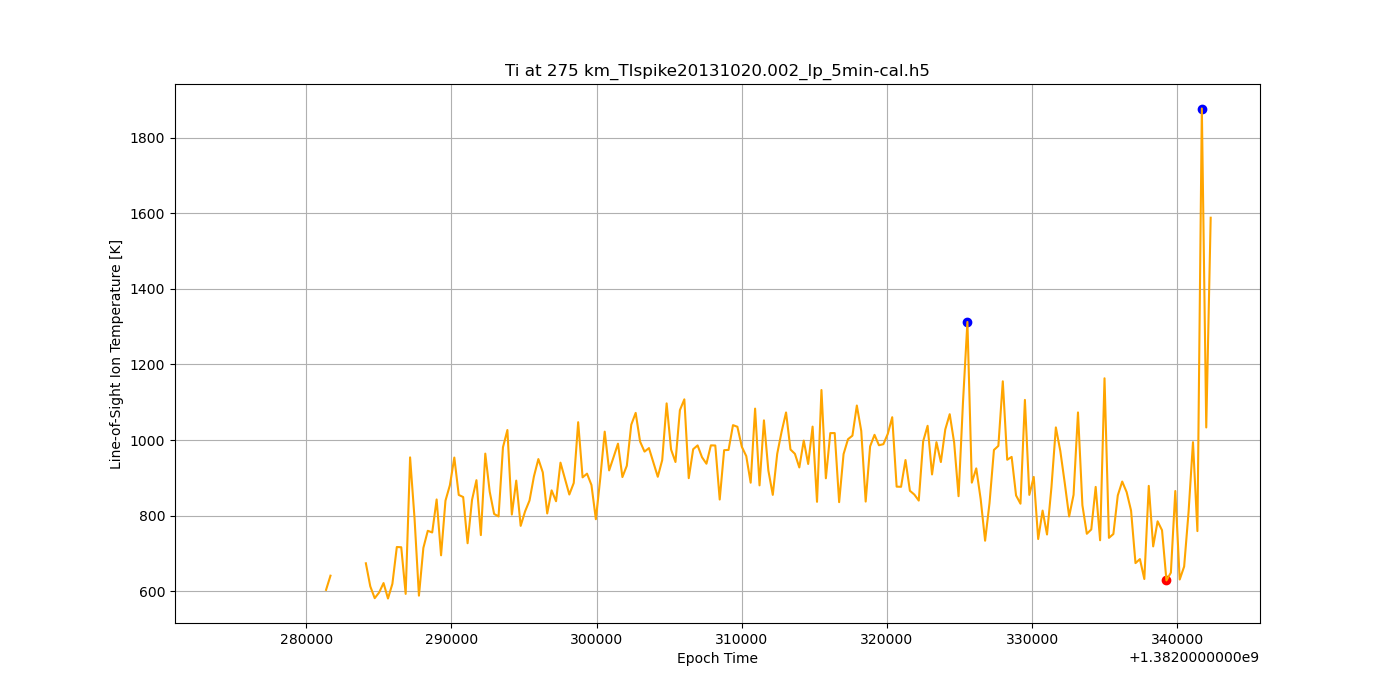 Ti at 275 km_TIspike20131020.002_lp_5min-cal.h5
Line-of-Sight Ion Temperature [K]
1800
1600
1400
1200
1000
800
600
280000 290000 300000 310000 320000 330000 340000
Epoch Time
+1.3820000000e9